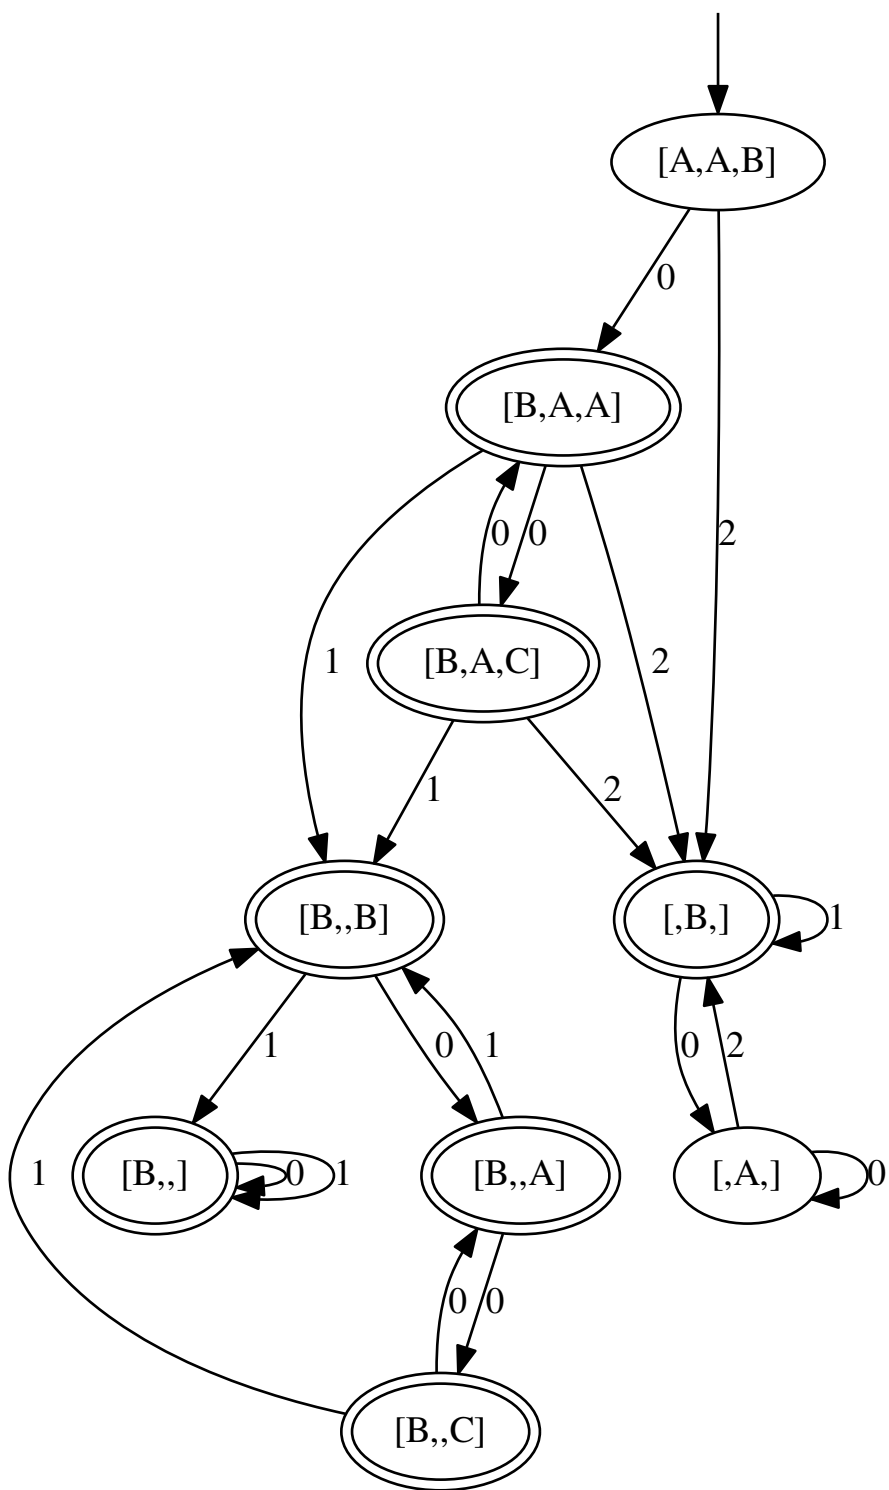 [A,A,B]
0
[B,A,A]
0 0 2
1 2
[B,A,C]
1 2
[B,,B] [,B,] 1
1 0 1 0 2
1 [B,,] 0 1 [B,,A] [,A,] 0
0 0
[B,,C]